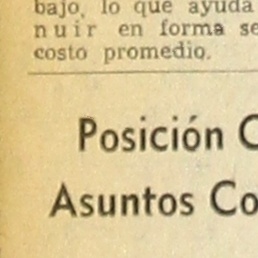 bajo, lo que ayuda
nuir en forma se
costo promedio.
Posición C
Asuntos Co